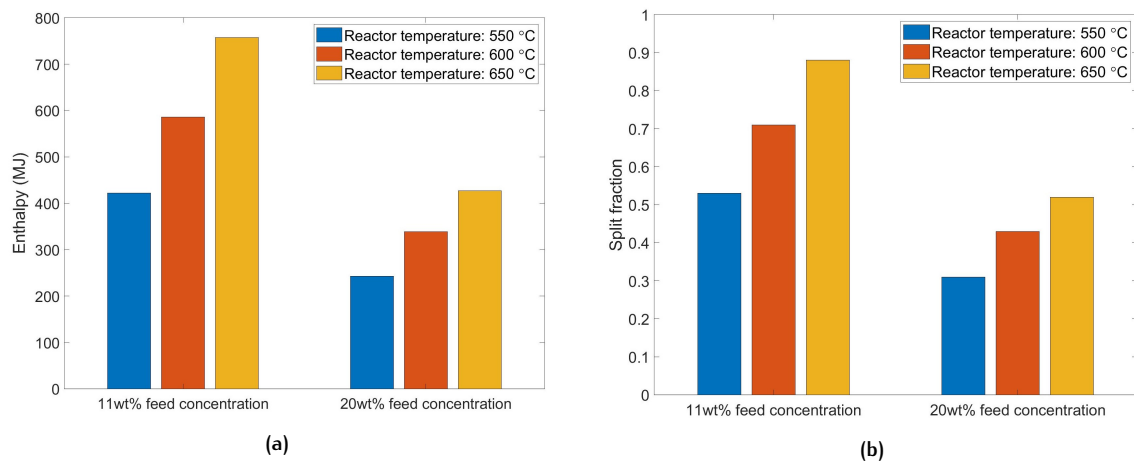 800
700
600
500
400
300
200
100
0
Enthalpy (MJ)
Reactor temperature: 550 °C
Reactor temperature: 600 °C
Reactor temperature: 650 °C
11wt% feed concentration
20wt% feed concentration
(a)
1
0.9
0.8
0.7
0.6
0.5
0.4
0.3
0.2
0.1
0
Split fraction
Reactor temperature: 550 °C
Reactor temperature: 600 °C
Reactor temperature: 650 °C
11wt% feed concentration
20wt% feed concentration
(b)